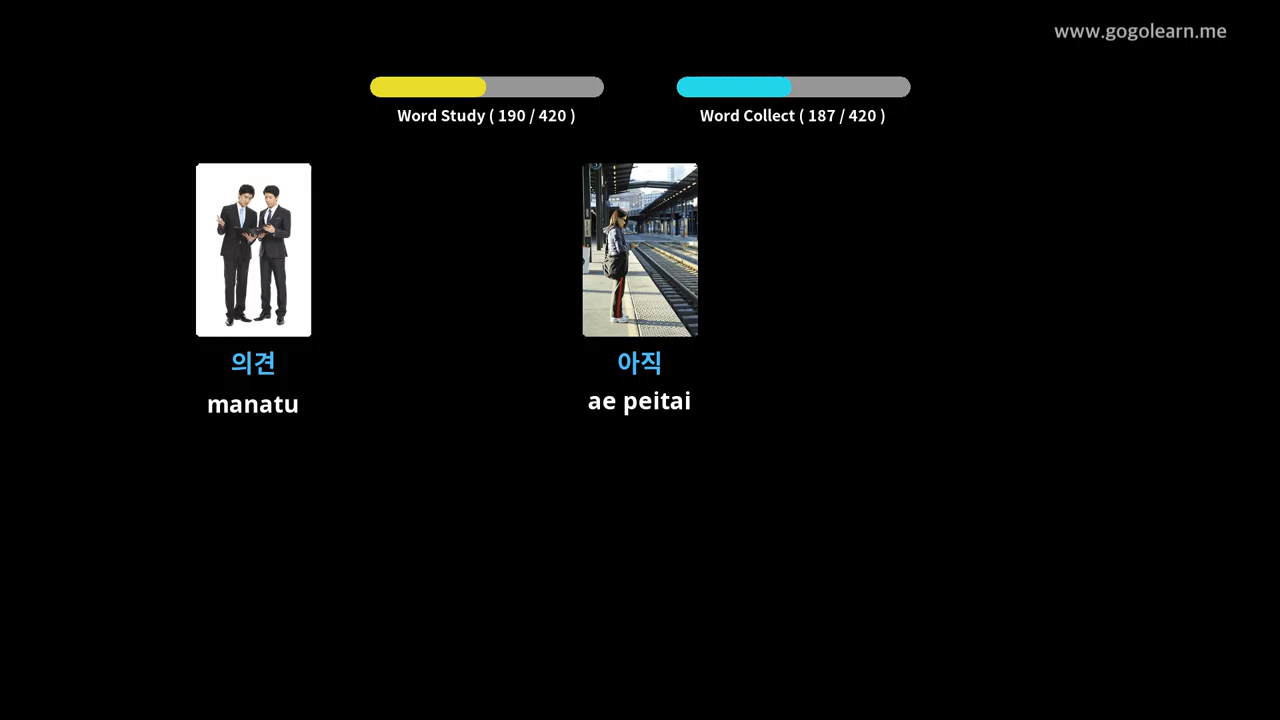 www.gogolearn.me
Word Study ( 190 / 420 )
Word Collect ( 187 / 420 )
의견
manatu
아직
ae peitai